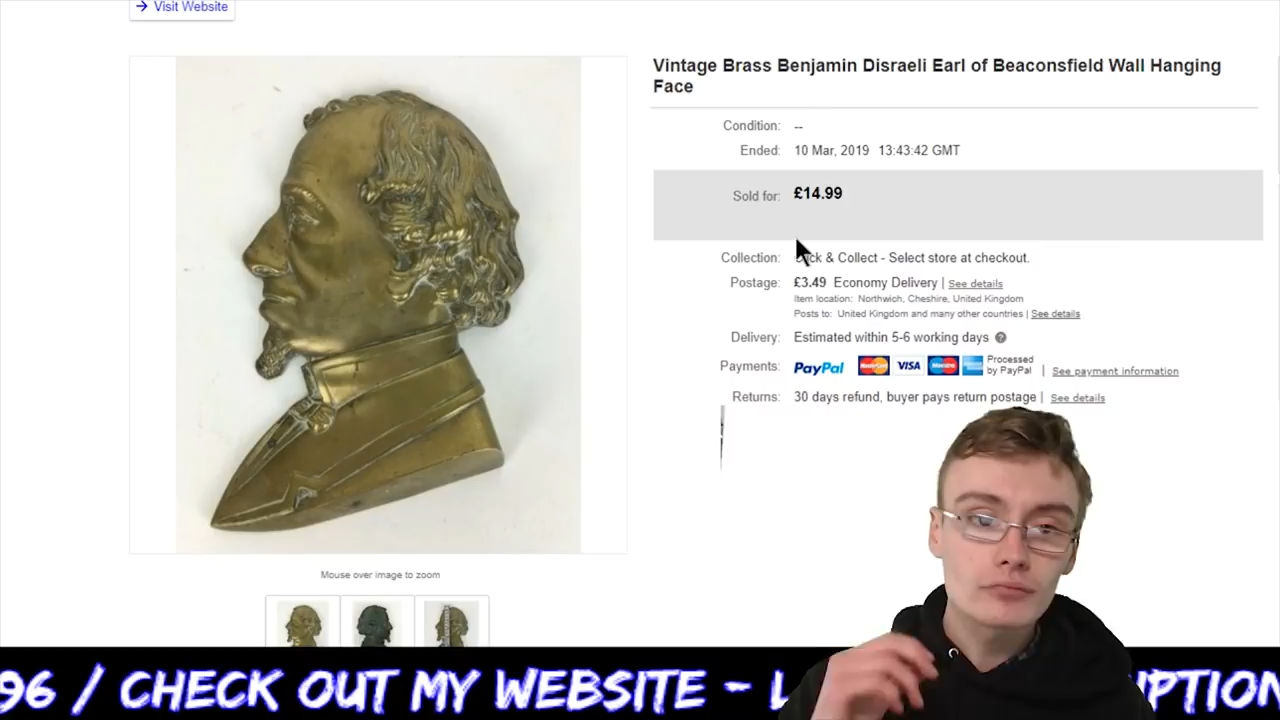 → Visit Website
Vintage Brass Benjamin Disraeli Earl of Beaconsfield Wall Hanging
Face
Condition: --
Ended: 10 Mar, 2019 13:43:42 GMT
Sold for: £14.99
Collection: & Collect - Select store at checkout.
Postage: £3.49 Economy Delivery | See details
Item location: Northwich, Cheshire, United Kingdom
Posts to: United Kingdom and many other countries | See details
Delivery: Estimated within 5-6 working days
Payments: PayPal MasterCard VISA Maestro Processed
by PayPal | See payment information
Returns: 30 days refund, buyer pays return postage | See details
Mouse over image to zoom
96 / CHECK OUT MY WEBSITE - L